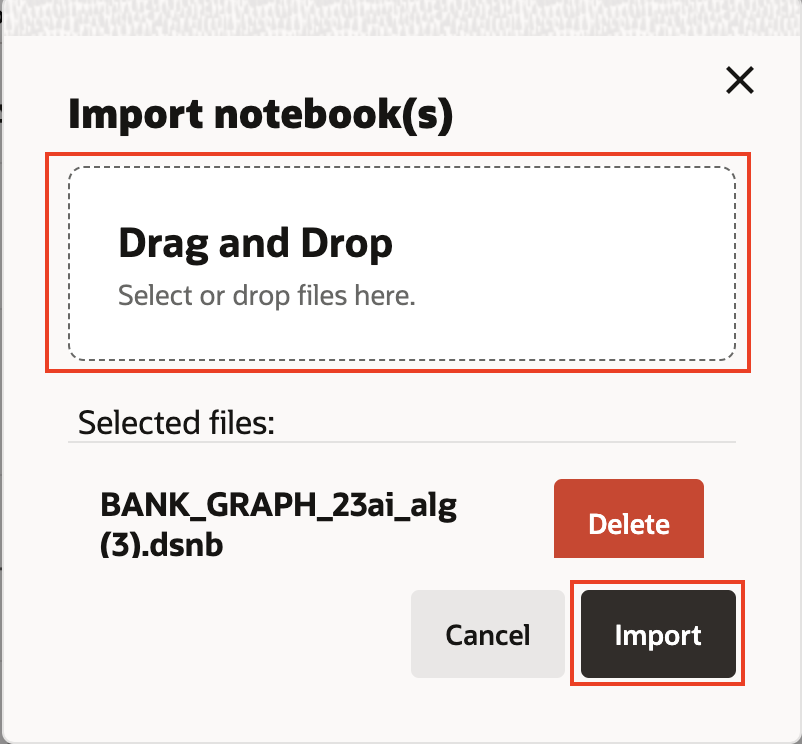 Import notebook(s)
Drag and Drop
Select or drop files here.
Selected files:
BANK_GRAPH_23ai_alg
(3).dsnb
Delete
Cancel
Import